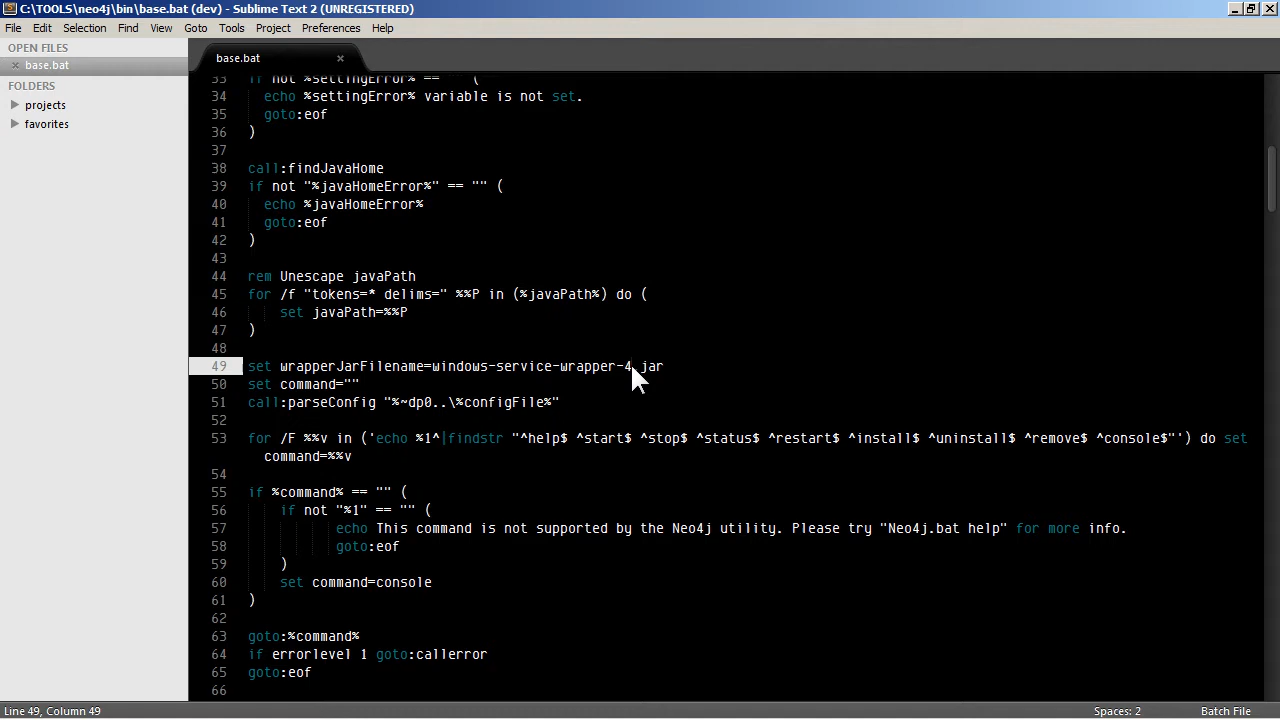 C:\TOOLS\neo4j\bin\base.bat (dev) - Sublime Text 2 (UNREGISTERED)
File Edit Selection Find View Goto Tools Project Preferences Help
OPEN FILES
base.bat
FOLDERS
projects
favorites
base.bat
34 echo %settingError% variable is not set.
35 goto:eof
36 )
37
38 call:findJavaHome
39 if not "%javaHomeError%" == "" (
40 echo %javaHomeError%
41 goto:eof
42 )
43
44 rem Unescape javaPath
45 for /f "tokens=* delims=" %%P in (%javaPath%) do (
46 set javaPath=%%P
47 )
48
49 set wrapperJarFilename=windows-service-wrapper-4.jar
50 set command=""
51 call:parseConfig "%~dp0..\%configFile%"
52
53 for /F %%v in ('echo %1^|findstr "^help$ ^start$ ^stop$ ^status$ ^restart$ ^install$ ^uninstall$ ^remove$ ^console$"') do set
command=%%v
54
55 if %command% == "" (
56 if not "%1" == "" (
57 echo This command is not supported by the Neo4j utility. Please try "Neo4j.bat help" for more info.
58 goto:eof
59 )
60 set command=console
61 )
62
63 goto:%command%
64 if errorlevel 1 goto:callerror
65 goto:eof
66
Line 49, Column 49
Spaces: 2
Batch File